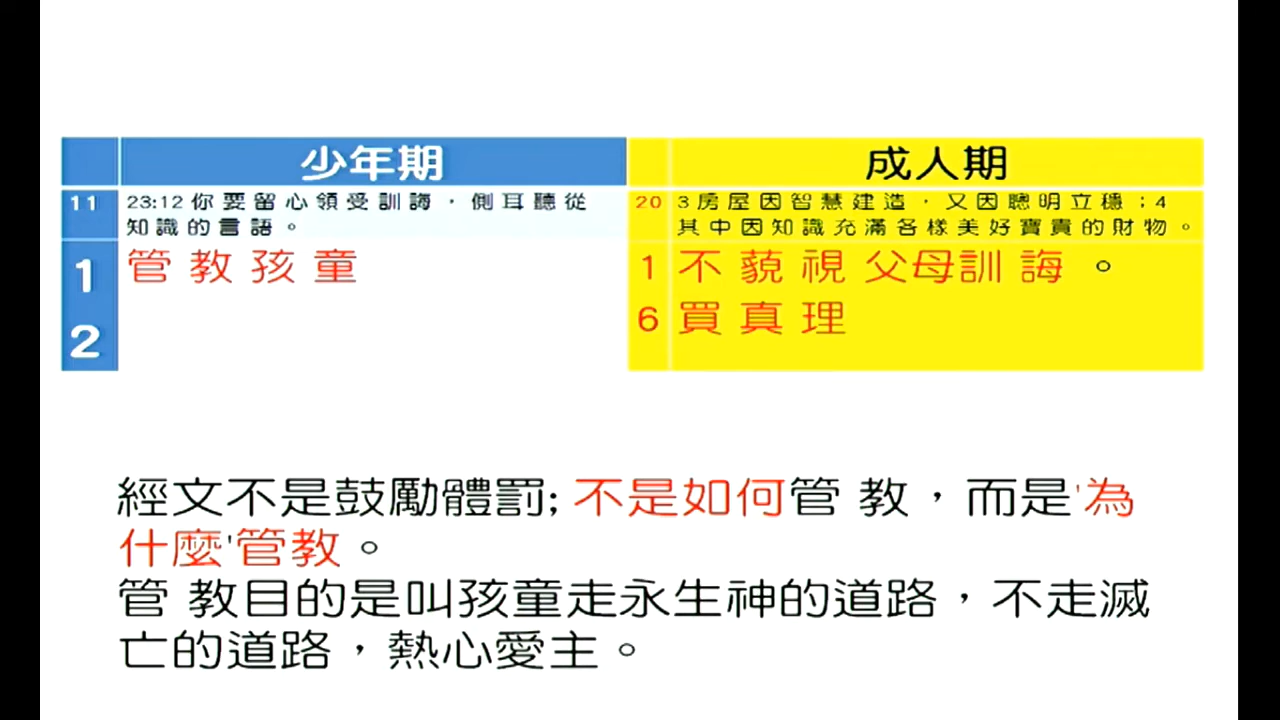 少年期 成人期
11 23:12你要留心領受訓誨，側耳聽從 20 3房屋因智慧建造，又因聰明立穩；4
知識的言語。 其中因知識充滿各樣美好寶貴的財物。
1 管教孩童 1 不藐視父母訓誨。
2 6 買真理
經文不是鼓勵體罰; 不是如何管 教，而是'為
什麼'管教。
管 教目的是叫孩童走永生神的道路，不走滅
亡的道路，熱心愛主。